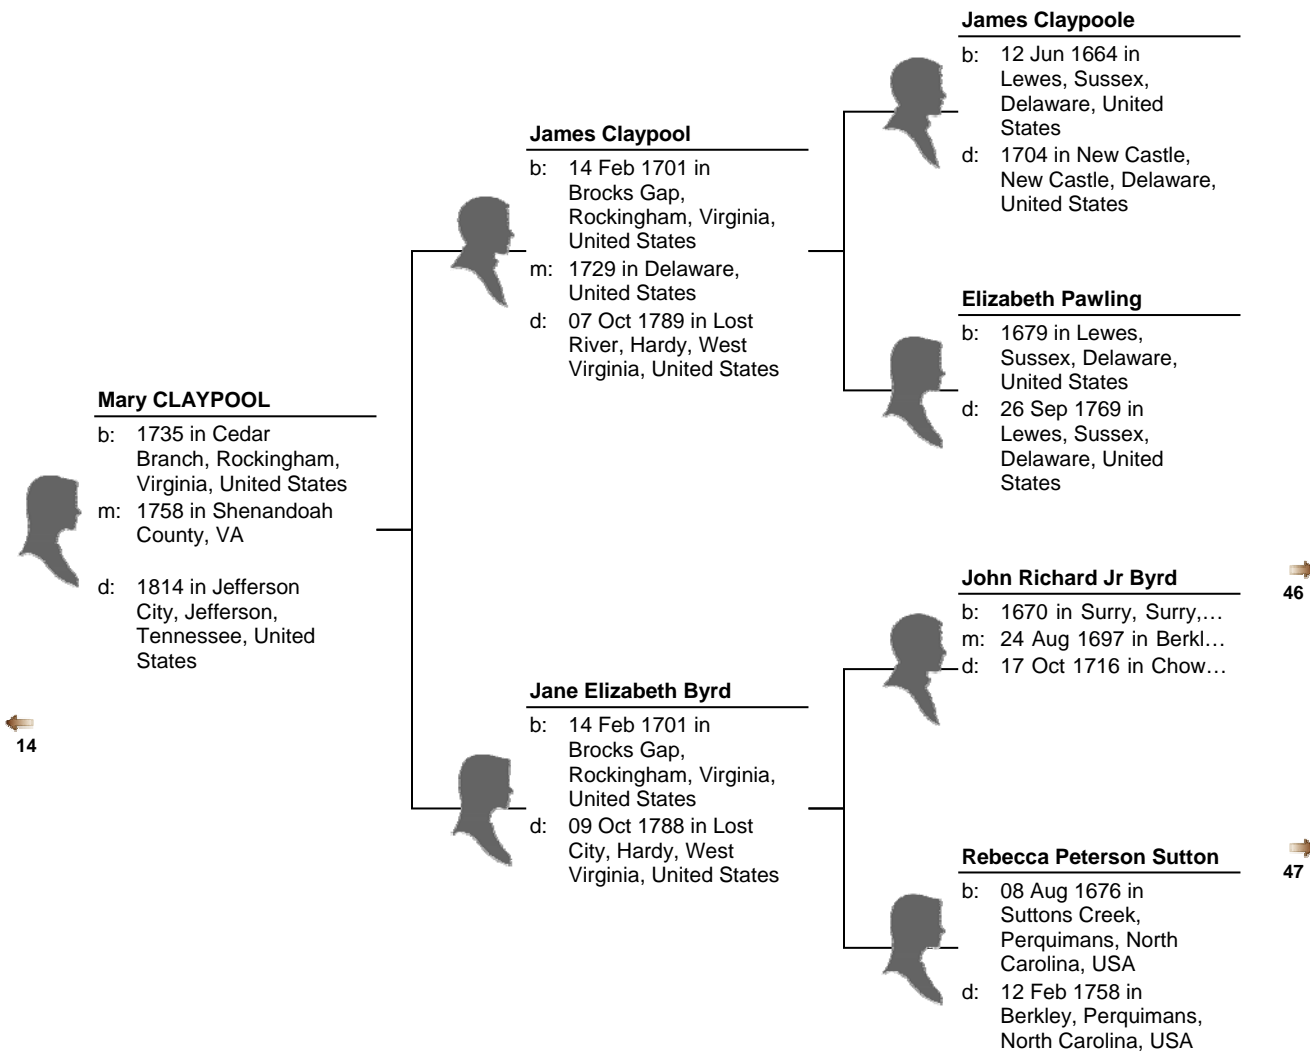 James Claypoole
b: 12 Jun 1664 in
Lewes, Sussex,
Delaware, United
States
d: 1704 in New Castle,
New Castle, Delaware,
United States
James Claypool
b: 14 Feb 1701 in
Brocks Gap,
Rockingham, Virginia,
United States
m: 1729 in Delaware,
United States
d: 07 Oct 1789 in Lost
River, Hardy, West
Virginia, United States
Elizabeth Pawling
b: 1679 in Lewes,
Sussex, Delaware,
United States
d: 26 Sep 1769 in
Lewes, Sussex,
Delaware, United
States
Mary CLAYPOOL
b: 1735 in Cedar
Branch, Rockingham,
Virginia, United States
m: 1758 in Shenandoah
County, VA
d: 1814 in Jefferson
City, Jefferson,
Tennessee, United
States
14
John Richard Jr Byrd
b: 1670 in Surry, Surry,…
m: 24 Aug 1697 in Berkl…
d: 17 Oct 1716 in Chow…
46
Jane Elizabeth Byrd
b: 14 Feb 1701 in
Brocks Gap,
Rockingham, Virginia,
United States
d: 09 Oct 1788 in Lost
City, Hardy, West
Virginia, United States
Rebecca Peterson Sutton
b: 08 Aug 1676 in
Suttons Creek,
Perquimans, North
Carolina, USA
d: 12 Feb 1758 in
Berkley, Perquimans,
North Carolina, USA
47